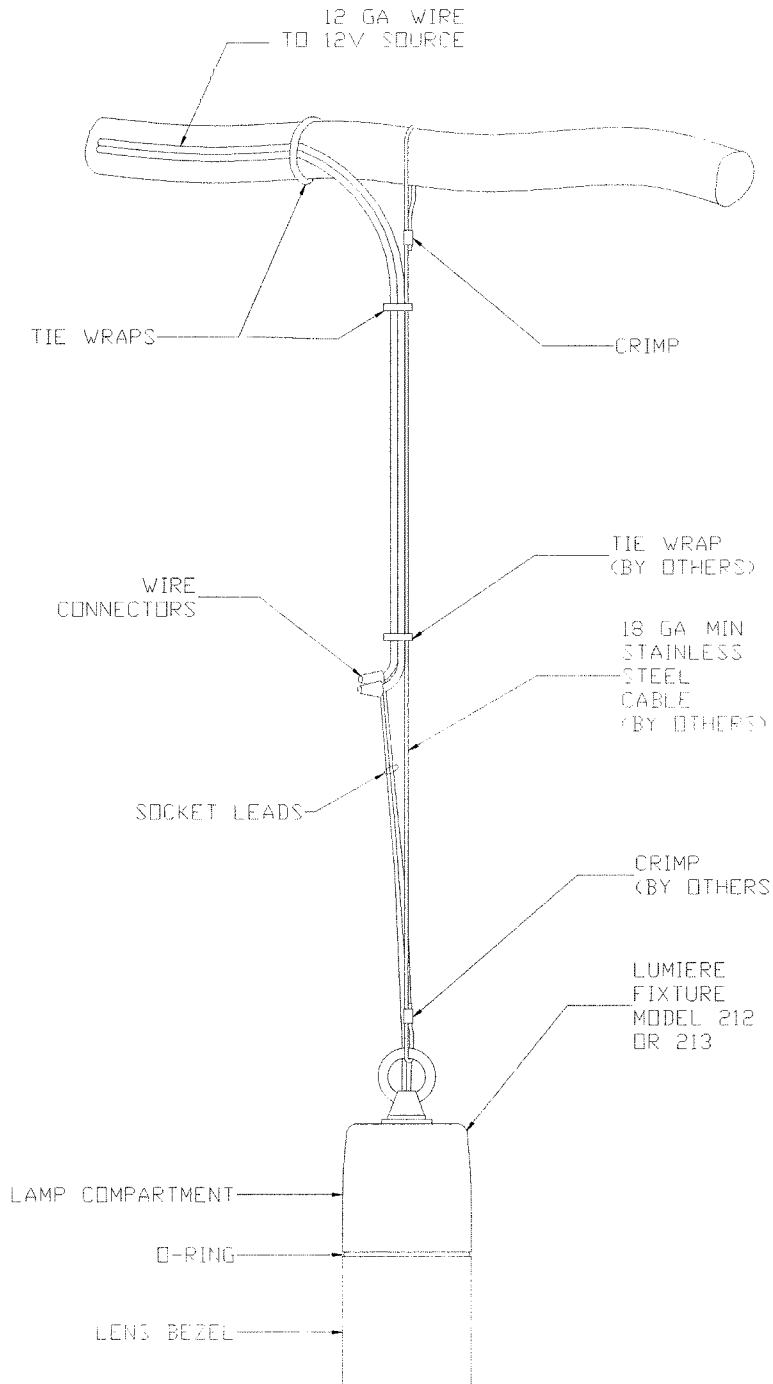 12 GA WIRE
TO 12V SOURCE
TIE WRAPS
CRIMP
TIE WRAP
(BY OTHERS)
WIRE
CONNECTORS
18 GA MIN
STAINLESS
STEEL
CABLE
(BY OTHERS)
SOCKET LEADS
CRIMP
(BY OTHERS
LUMIERE
FIXTURE
MODEL 212
OR 213
LAMP COMPARTMENT
O-RING
LENS BEZEL